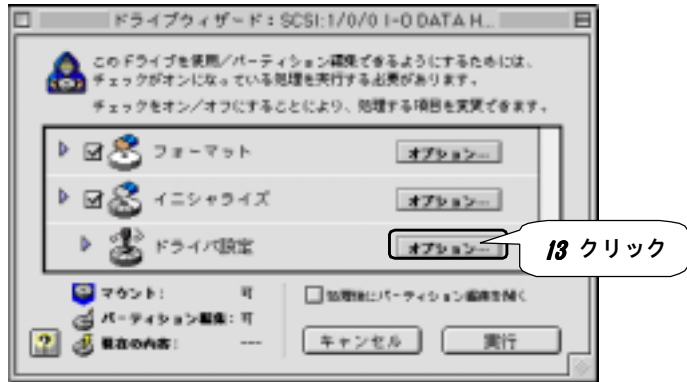 ドライブウィザード：SCSI:1/0/0 I-O DATA H...
このドライブを使用／パーティション編集できるようにするためには、
チェックがオンになっている処理を実行する必要があります。
チェックをオン／オフにすることにより、処理する項目を変更できます。
フォーマット
オプション...
イニシャライズ
オプション...
ドライバ設定
オプション...
13 クリック
マウント： 可
処理後にパーティション編集を開く
パーティション編集： 可
現在の内容： ---
?
キャンセル
実行